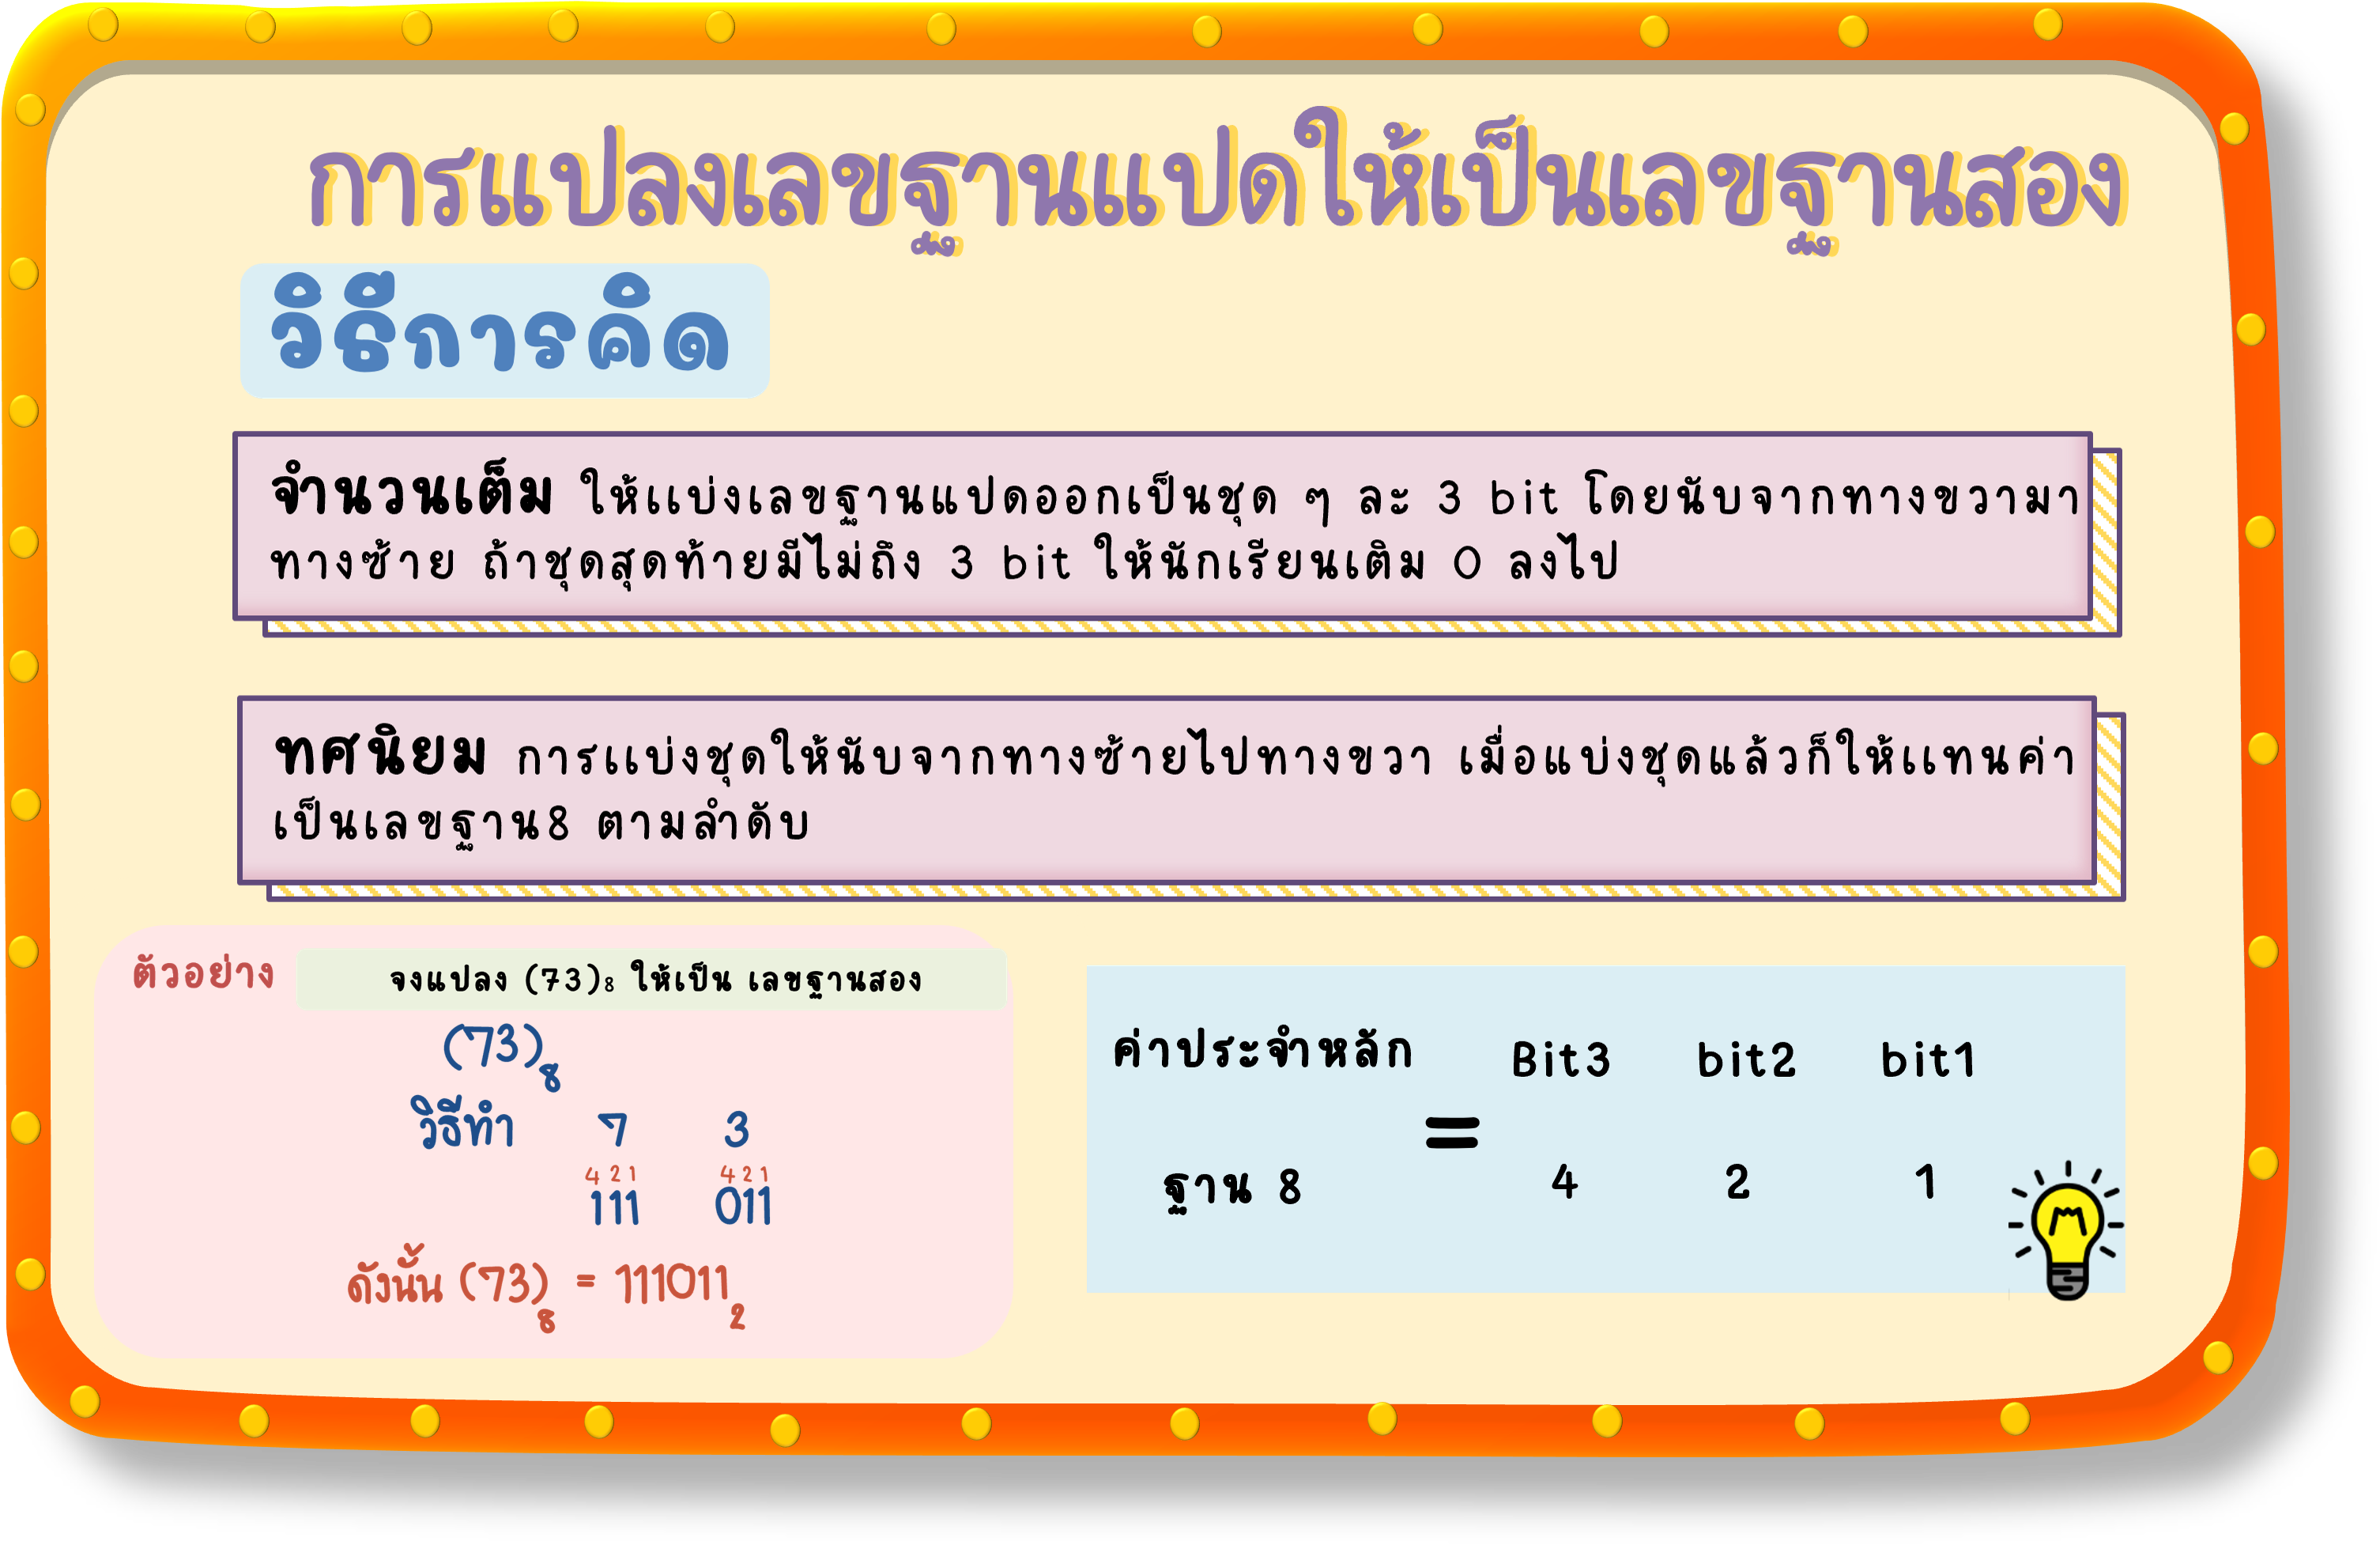 การแปลงเลขฐานแปดให้เป็นเลขฐานสอง
วิธีการคิด
จำนวนเต็ม ให้แบ่งเลขฐานแปดออกเป็นชุด ๆ ละ 3 bit โดยนับจากทางขวามา
ทางซ้าย ถ้าชุดสุดท้ายมีไม่ถึง 3 bit ให้นักเรียนเติม 0 ลงไป
ทศนิยม การแบ่งชุดให้นับจากทางซ้ายไปทางขวา เมื่อแบ่งชุดแล้วก็ให้แทนค่า
เป็นเลขฐาน8 ตามลำดับ
ตัวอย่าง จงแปลง (73)₈ ให้เป็น เลขฐานสอง
(73)₈
วิธีทำ 7 3
4 2 1 4 2 1
111 011
ดังนั้น (73)₈ = 111011₂
ค่าประจำหลัก Bit3 bit2 bit1
=
ฐาน 8 4 2 1